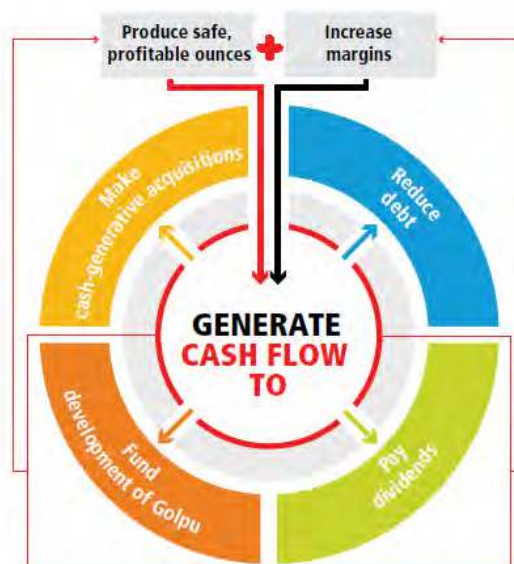 Produce safe,
profitable ounces
Increase
margins
Make
cash-generative acquisitions
Reduce
debt
GENERATE
CASH FLOW
TO
Fund
development of Golpu
Pay
dividends